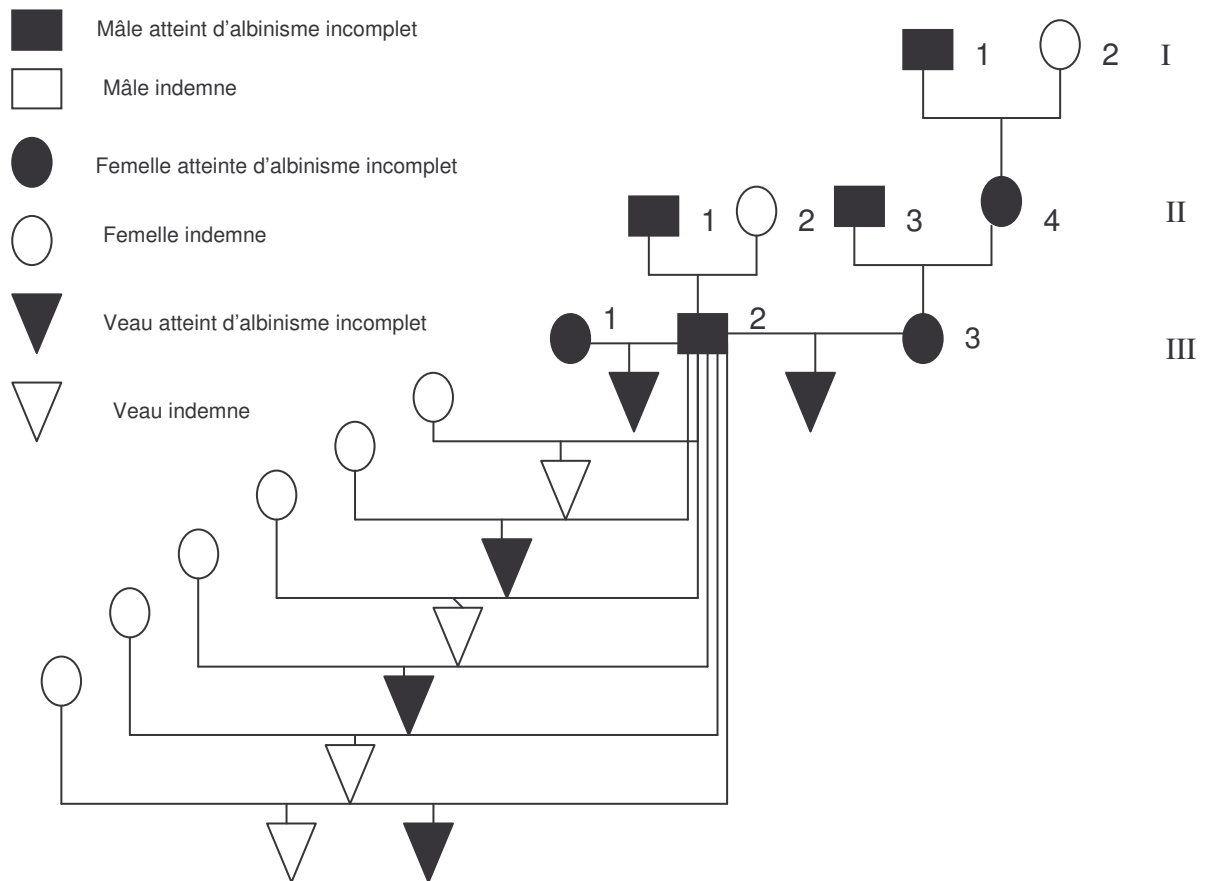 Mâle atteint d'albinisme incomplet
Mâle indemne
Femelle atteinte d'albinisme incomplet
Femelle indemne
Veau atteint d'albinisme incomplet
Veau indemne
1 2 I
1 2 3 4 II
1 2 3 III